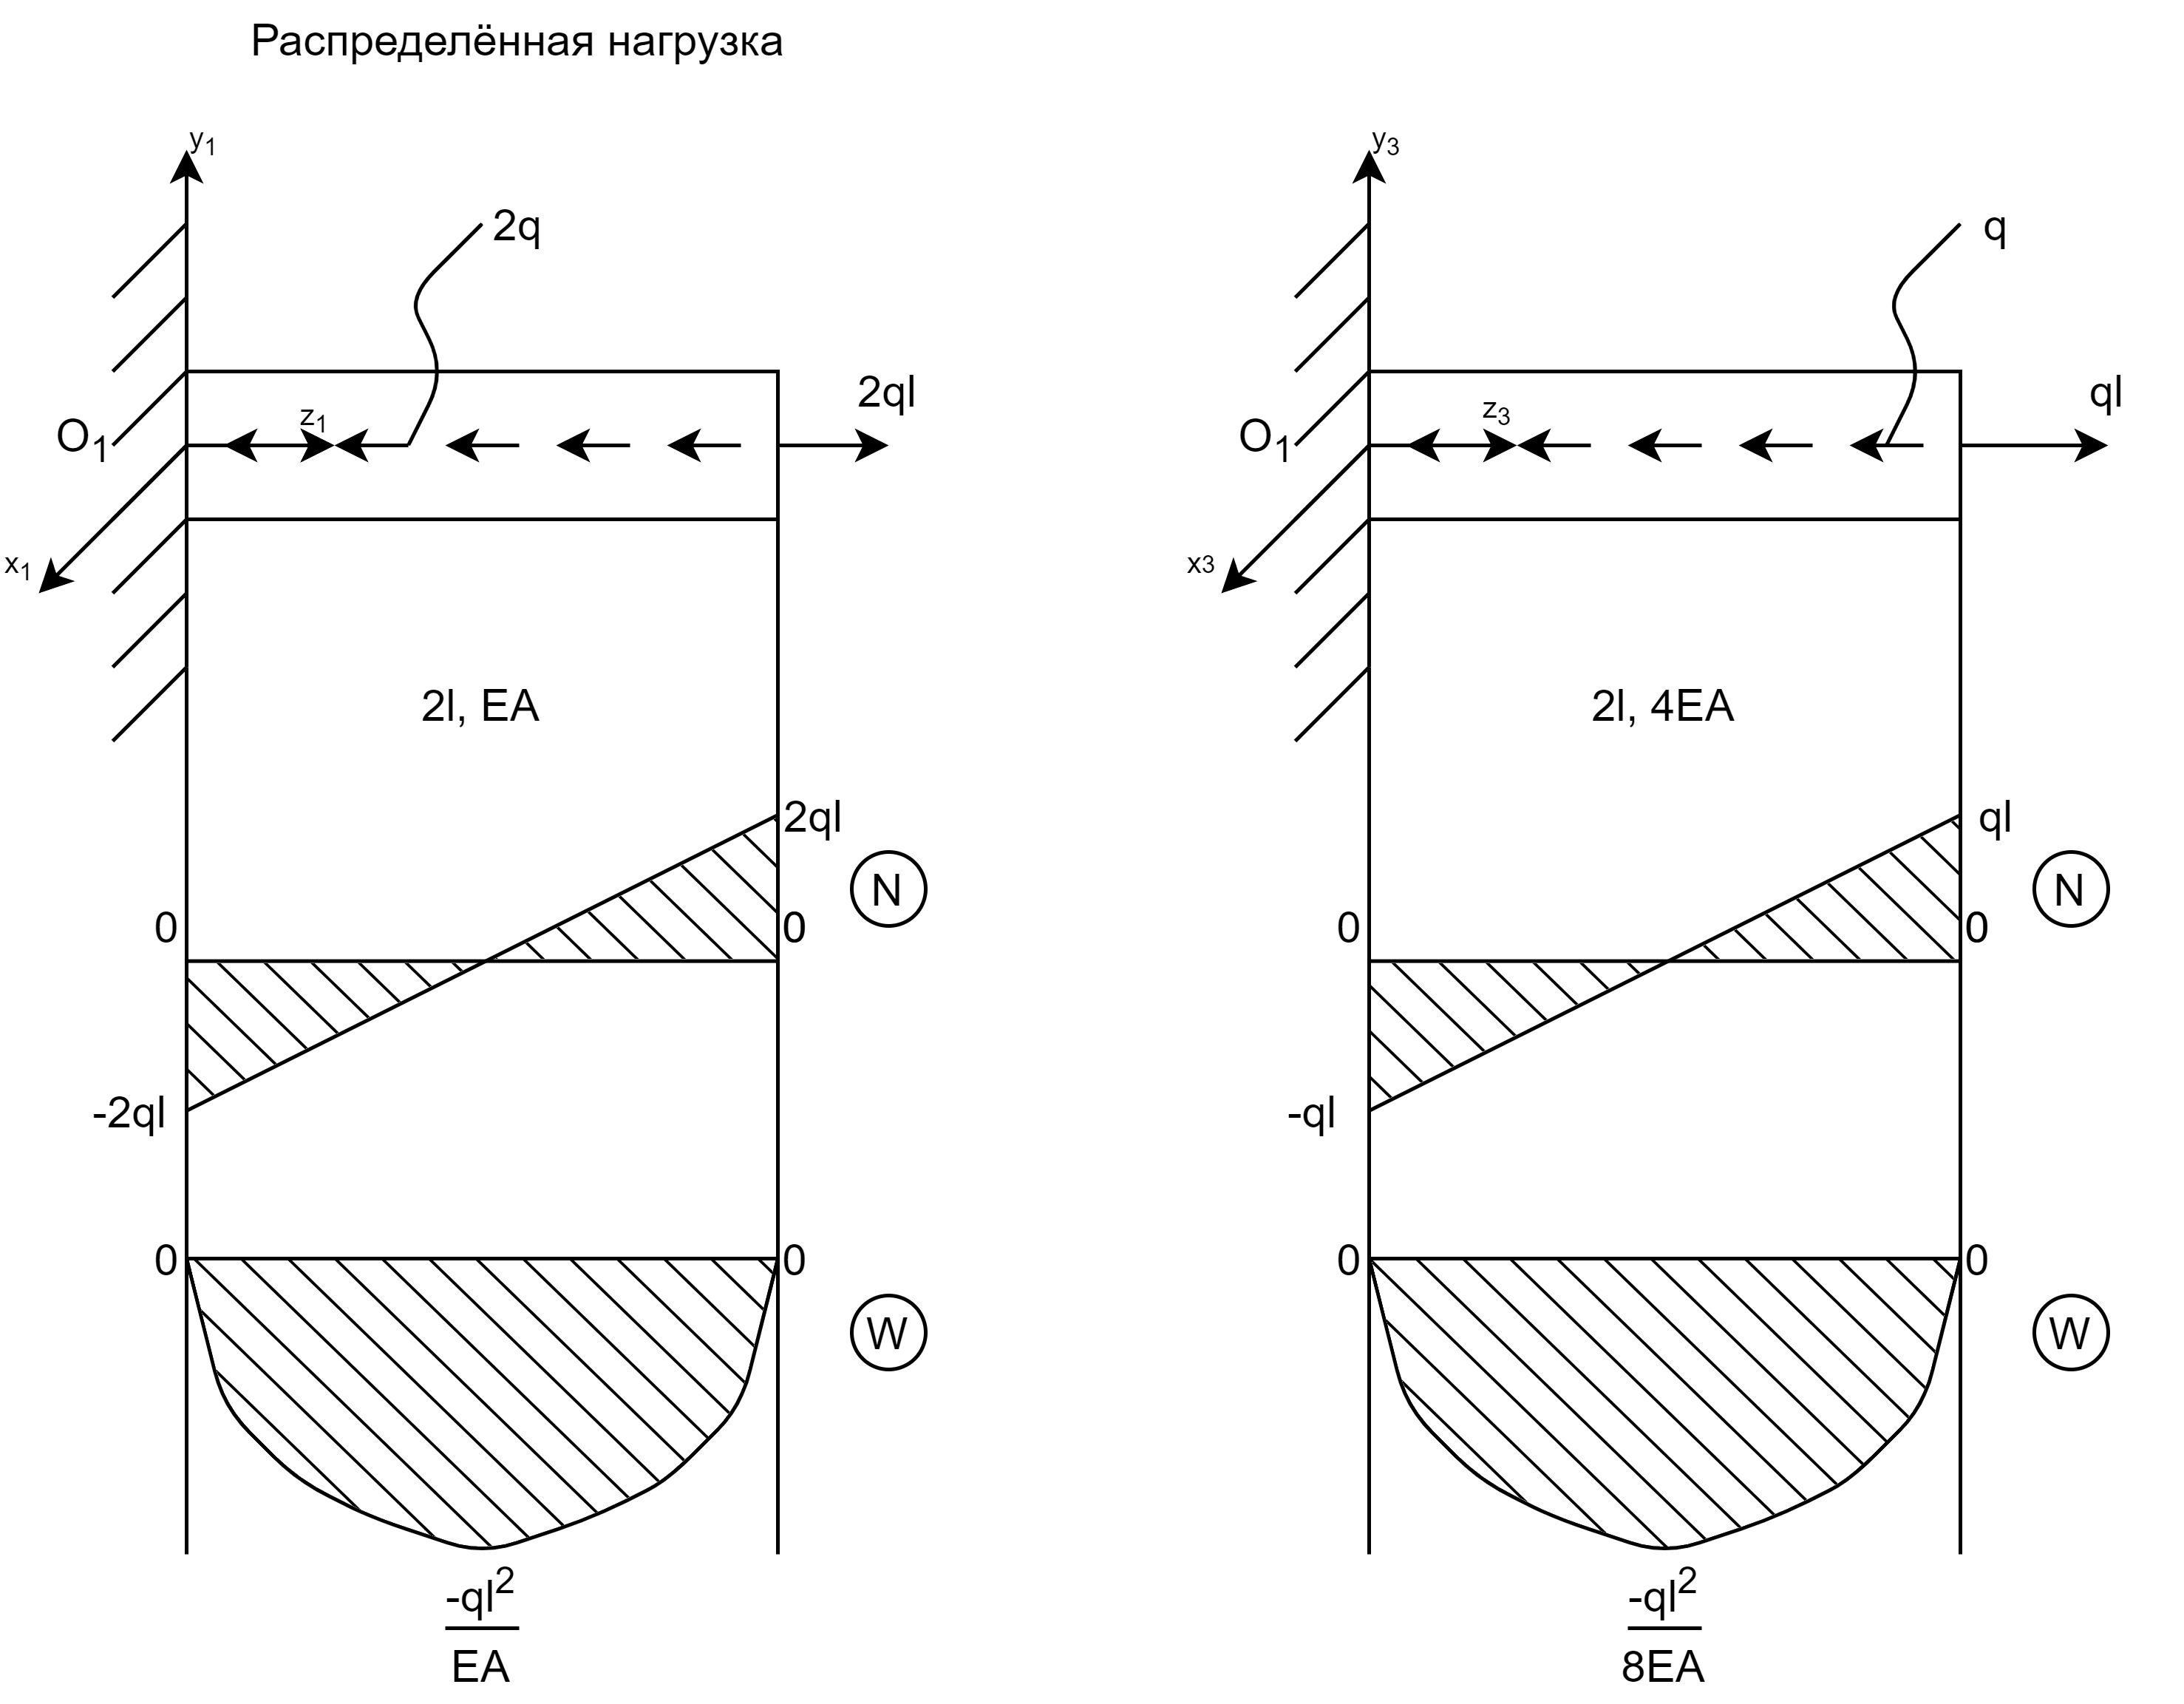 Распределённая нагрузка
y1
2q
2ql
O1
z1
x1
2l, EA
2ql
N
0
0
-2ql
0
0
W
-ql²
EA
y3
q
ql
O1
z3
x3
2l, 4EA
ql
N
0
0
-ql
0
0
W
-ql²
8EA